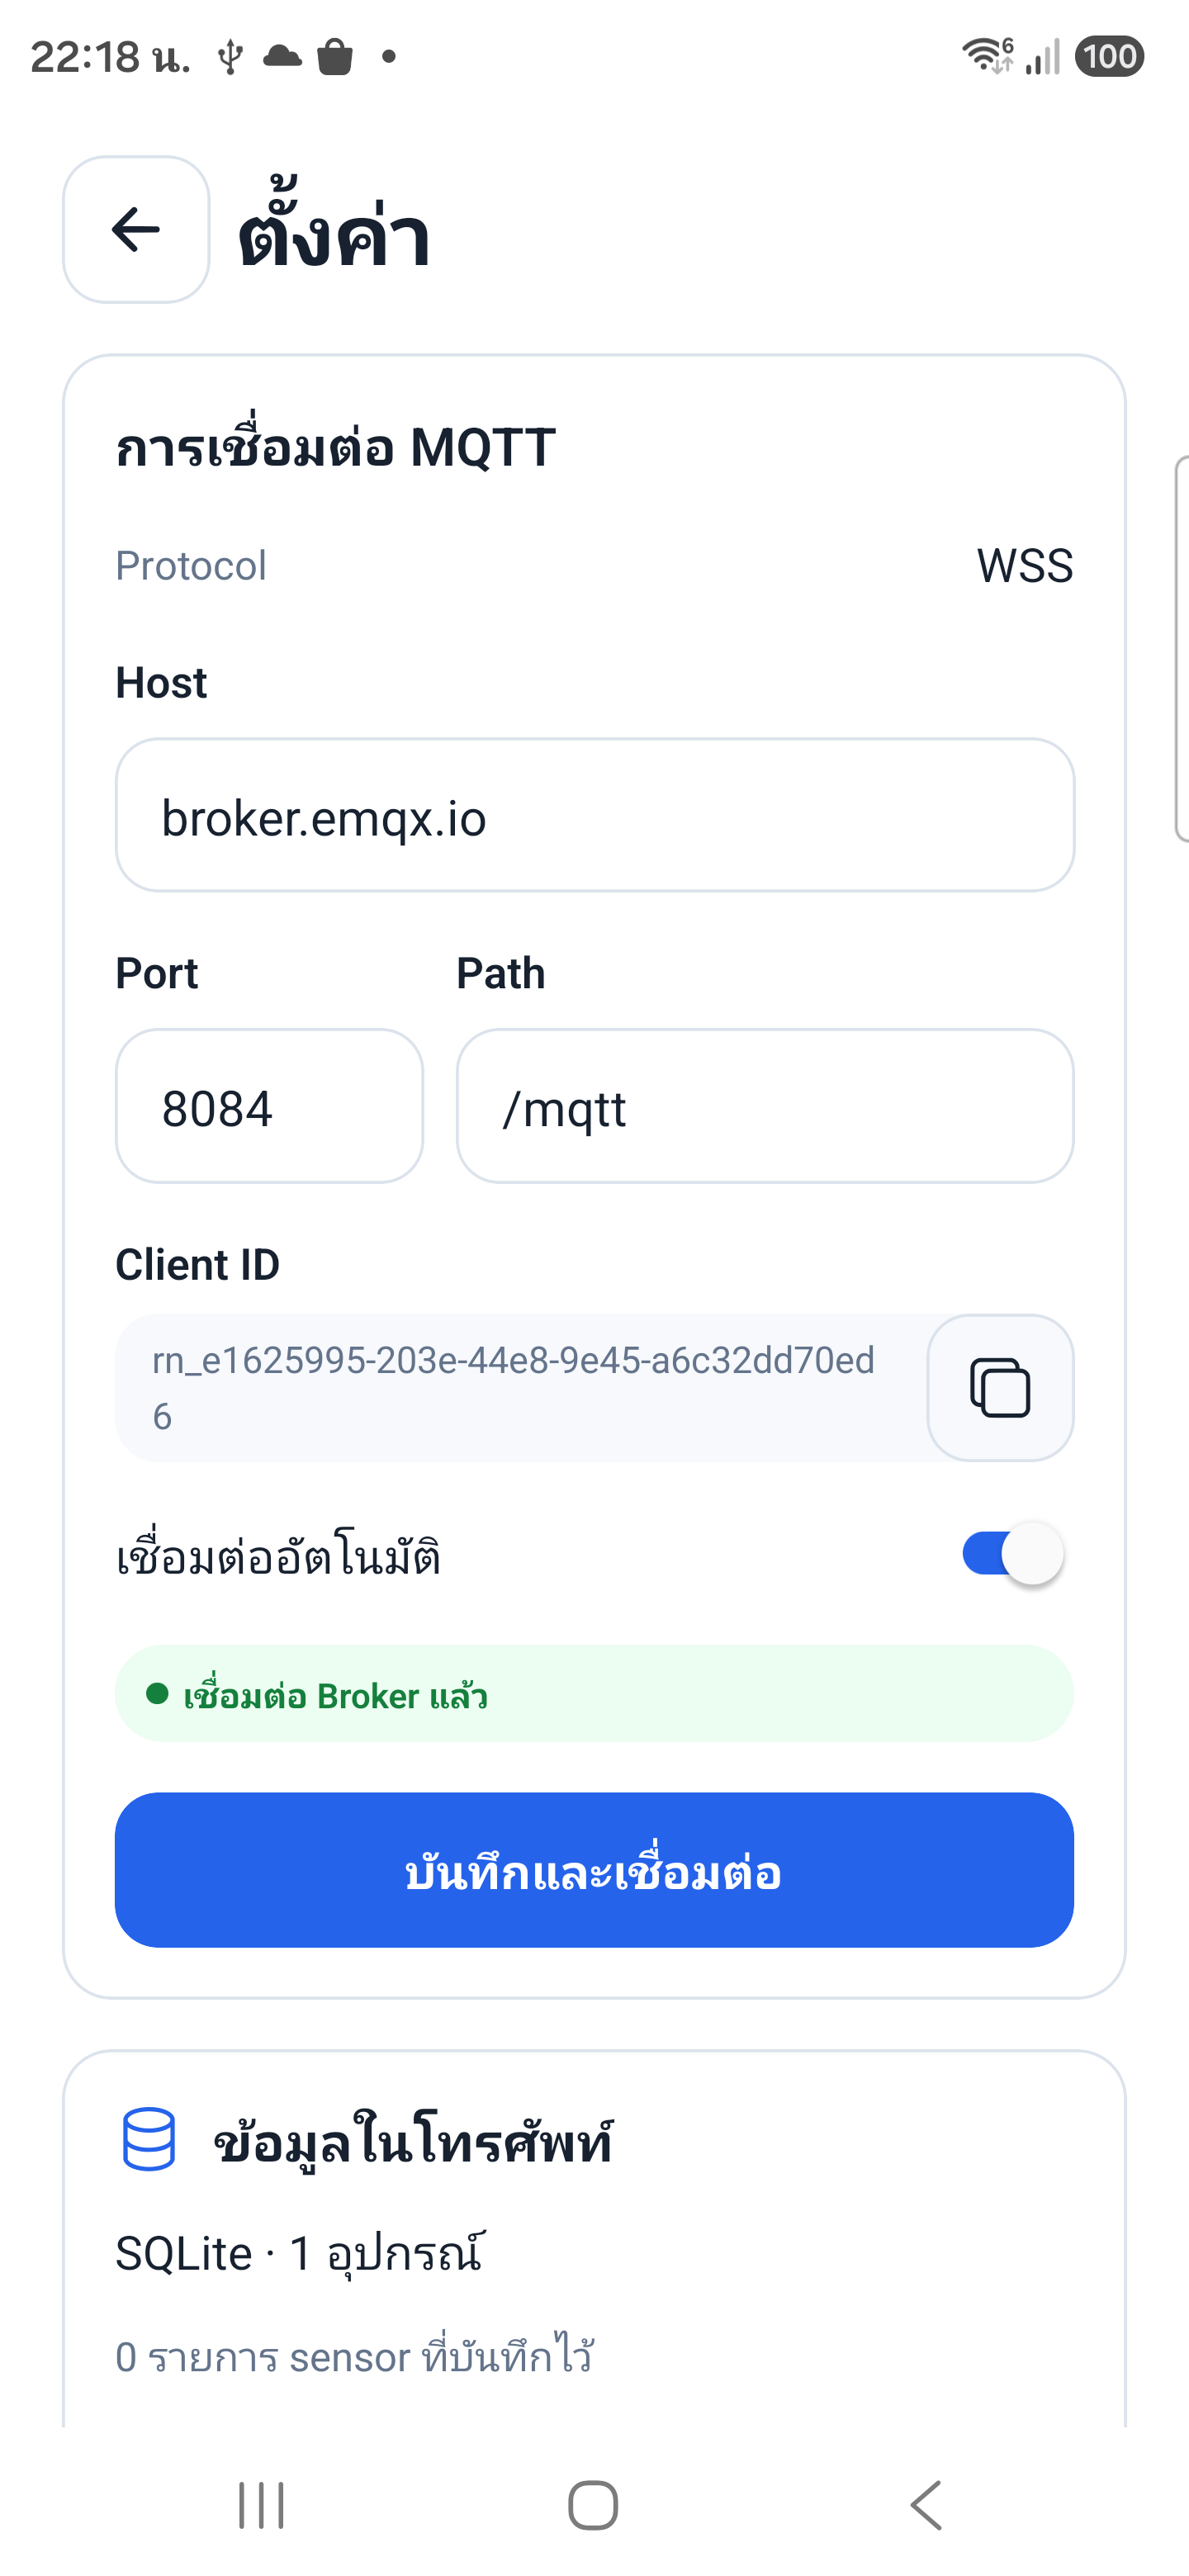 22:18 น.
6
100
ตั้งค่า
การเชื่อมต่อ MQTT
Protocol
WSS
Host
broker.emqx.io
Port
Path
8084
/mqtt
Client ID
rn_e1625995-203e-44e8-9e45-a6c32dd70ed
6
เชื่อมต่ออัตโนมัติ
เชื่อมต่อ Broker แล้ว
บันทึกและเชื่อมต่อ
ข้อมูลในโทรศัพท์
SQLite · 1 อุปกรณ์
0 รายการ sensor ที่บันทึกไว้